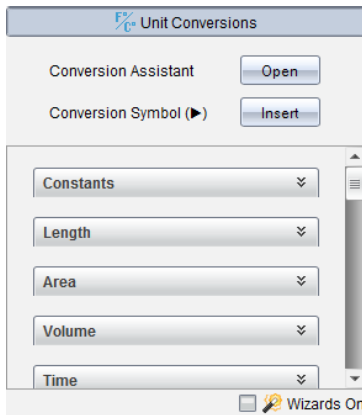 F°/C° Unit Conversions
Conversion Assistant Open
Conversion Symbol (►) Insert
Constants
Length
Area
Volume
Time
Wizards On